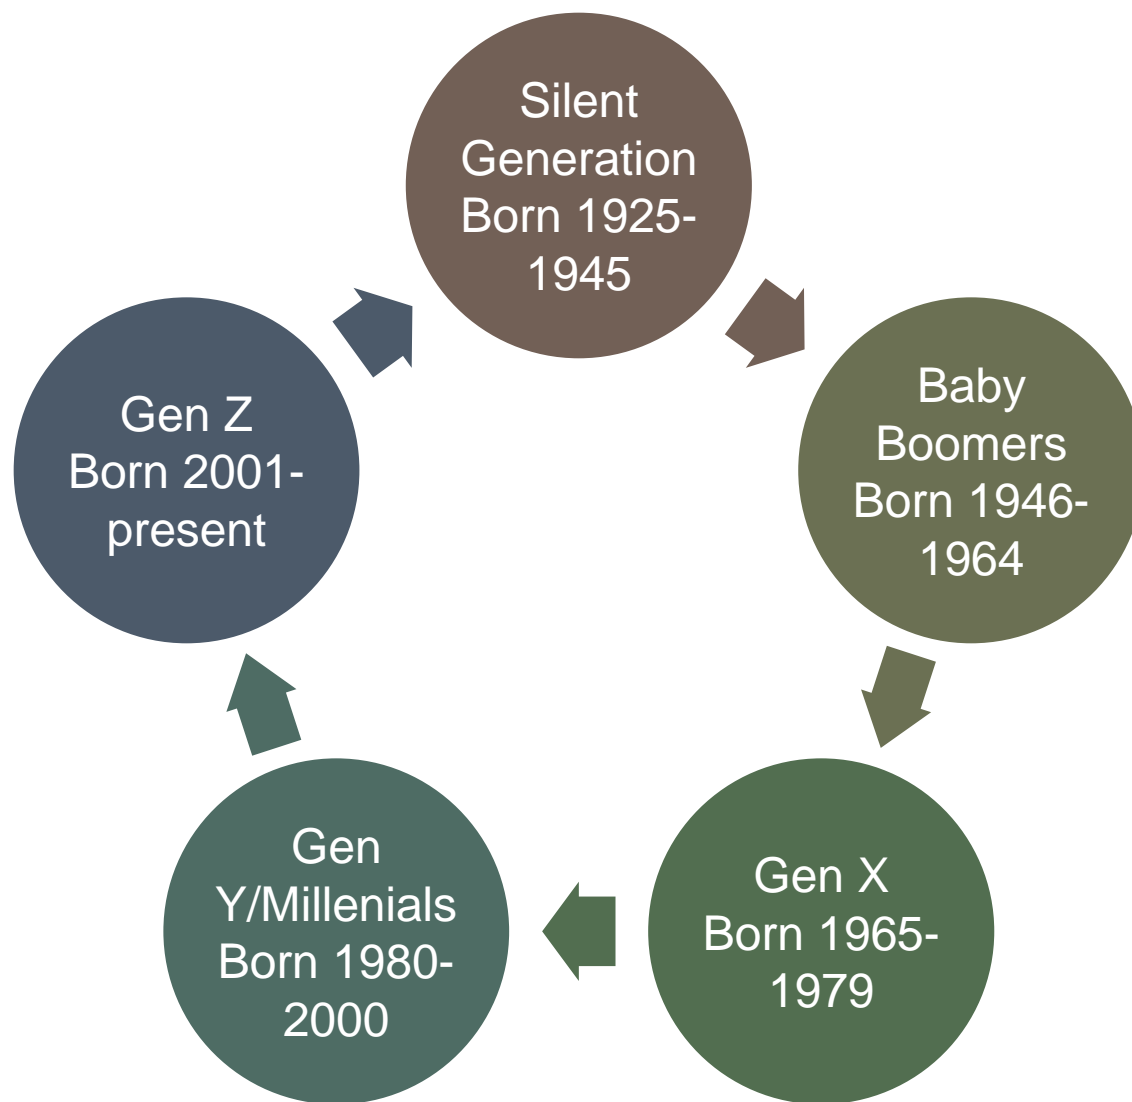 Silent
Generation
Born 1925-
1945
Baby
Boomers
Born 1946-
1964
Gen X
Born 1965-
1979
Gen
Y/Millenials
Born 1980-
2000
Gen Z
Born 2001-
present